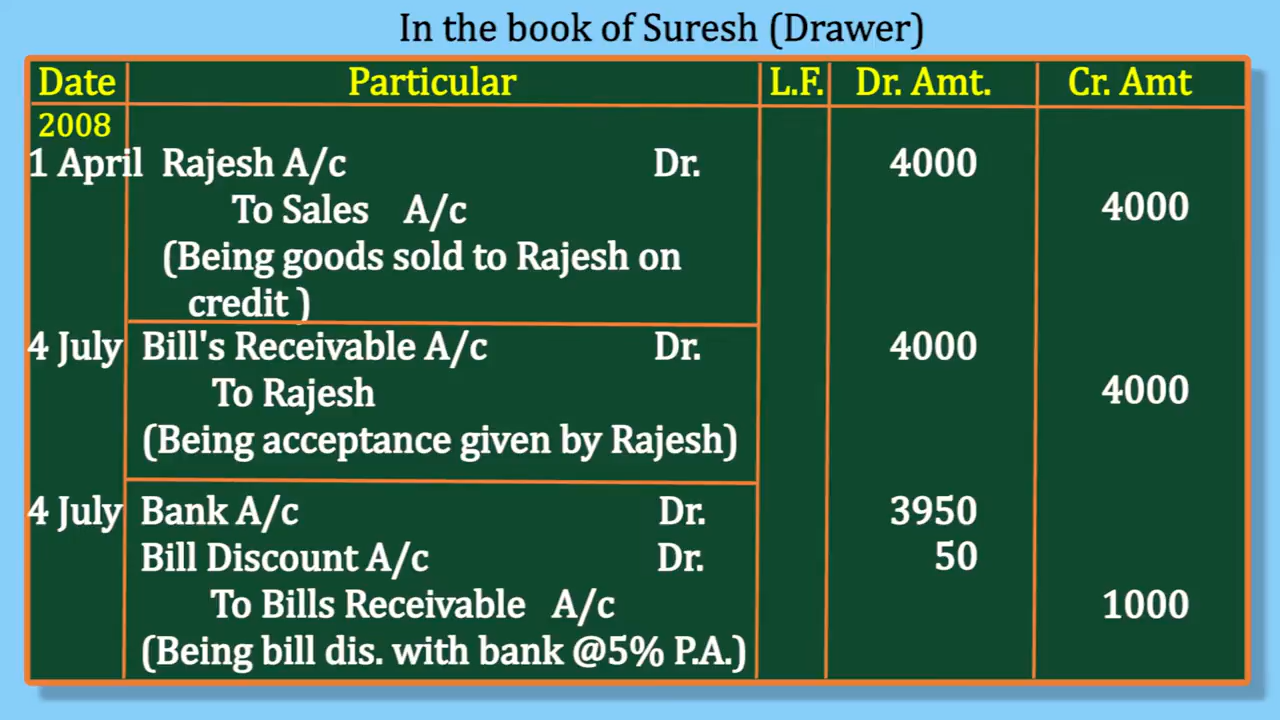 In the book of Suresh (Drawer)
Date Particular L.F. Dr. Amt. Cr. Amt
2008
1 April Rajesh A/c Dr. 4000
To Sales A/c 4000
(Being goods sold to Rajesh on
credit )
4 July Bill's Receivable A/c Dr. 4000
To Rajesh 4000
(Being acceptance given by Rajesh)
4 July Bank A/c Dr. 3950
Bill Discount A/c Dr. 50
To Bills Receivable A/c 1000
(Being bill dis. with bank @5% P.A.)